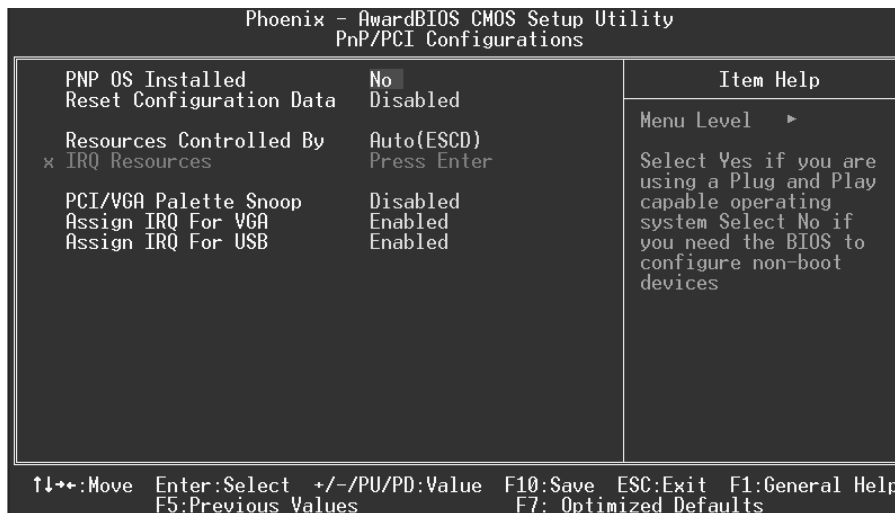 Phoenix - AwardBIOS CMOS Setup Utility
PnP/PCI Configurations
PNP OS Installed No
Reset Configuration Data Disabled
Resources Controlled By Auto(ESCD)
x IRQ Resources Press Enter
PCI/VGA Palette Snoop Disabled
Assign IRQ For VGA Enabled
Assign IRQ For USB Enabled
Item Help
Menu Level ▸
Select Yes if you are
using a Plug and Play
capable operating
system Select No if
you need the BIOS to
configure non-boot
devices
↑↓→←:Move Enter:Select +/-/PU/PD:Value F10:Save ESC:Exit F1:General Help
F5:Previous Values F7: Optimized Defaults